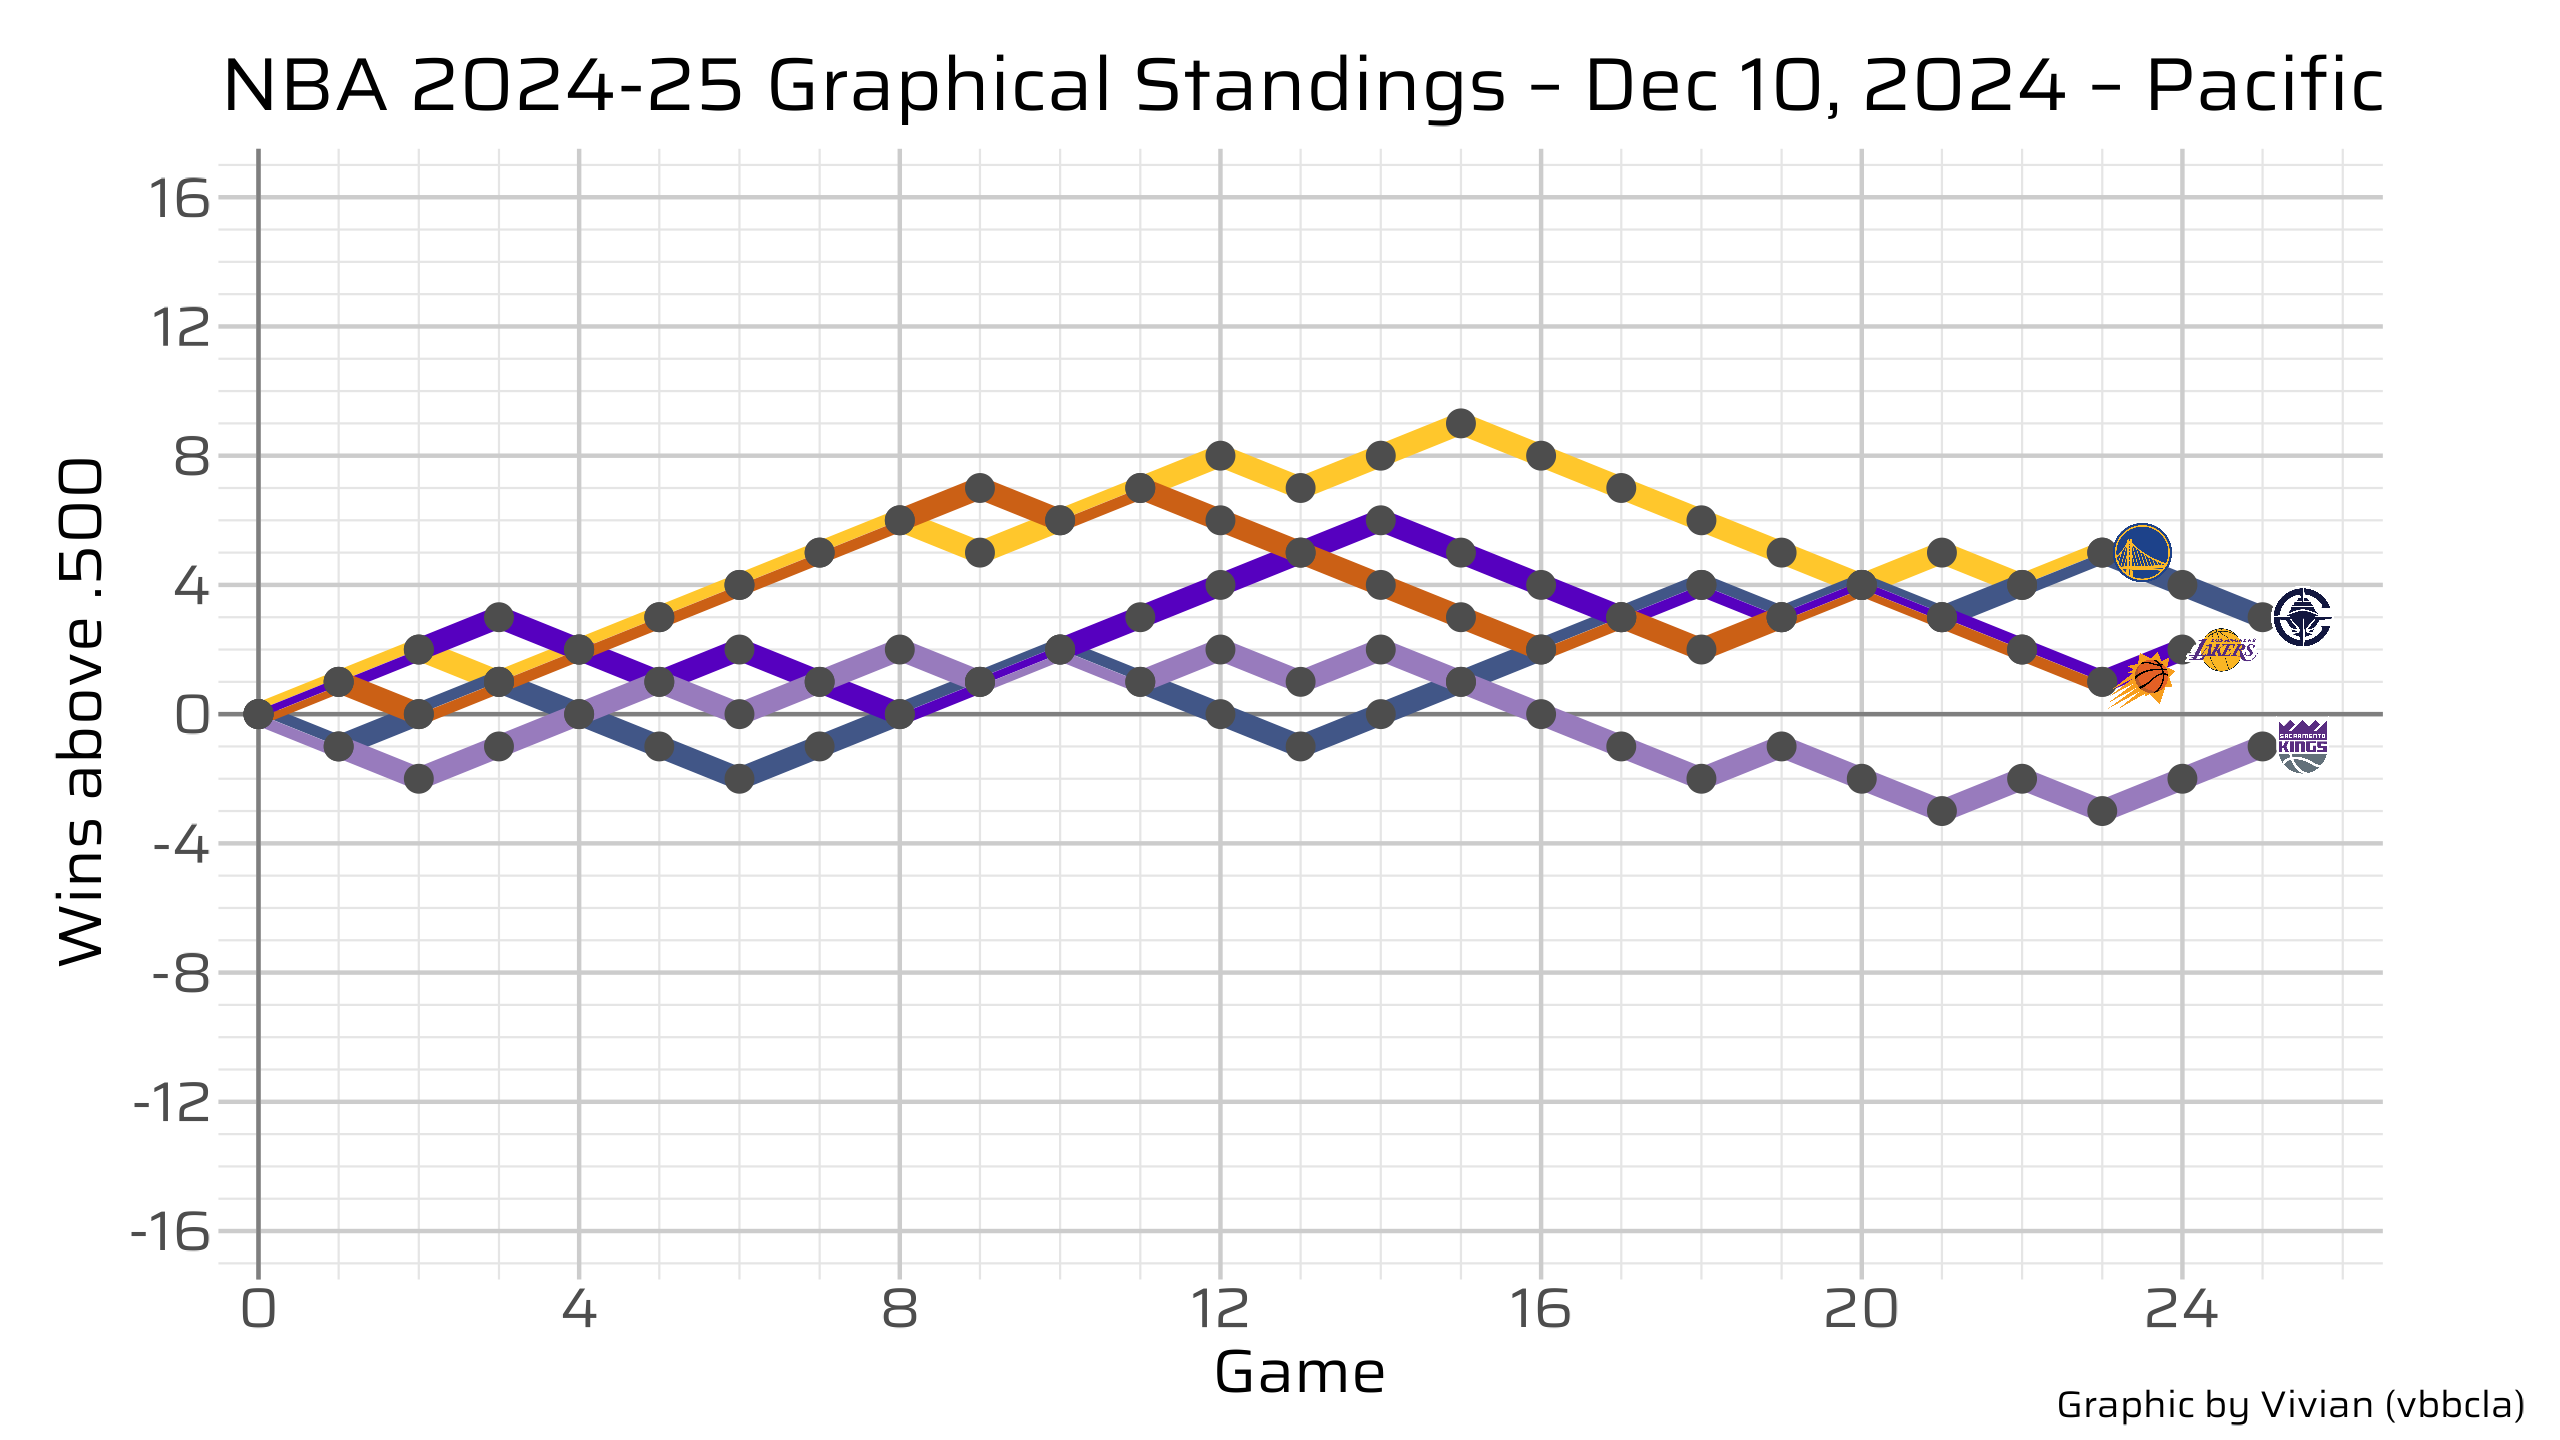 NBA 2024-25 Graphical Standings - Dec 10, 2024 - Pacific
Wins above .500
16
12
8
4
0
-4
-8
-12
-16
0 4 8 12 16 20 24
Game
LAKERS
SACRAMENTO
KINGS
Graphic by Vivian (vbbcla)